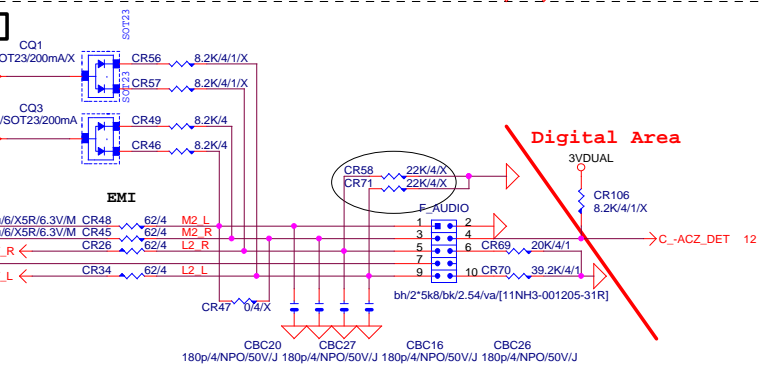 SOT23
CQ1
OT23/200mA/X
CR56
8.2K/4/1/X
CR57
8.2K/4/1/X
SOT23
CQ3
/SOT23/200mA
CR49
8.2K/4
CR46
8.2K/4
Digital Area
3VDUAL
CR58
22K/4/X
CR71
22K/4/X
CR106
8.2K/4/1/X
EMI
F_AUDIO
/6/X5R/6.3V/M
CR48
62/4
M2_L
1
2
/6/X5R/6.3V/M
CR45
62/4
M2_R
3
4
C_-ACZ_DET
12
_R
CR26
62/4
L2_R
5
6
CR69
20K/4/1
7
_L
CR34
62/4
L2_L
9
10
CR70
39.2K/4/1
bh/2*5k8/bk/2.54/va/[11NH3-001205-31R]
CR47
0/4/X
CBC20
CBC27
CBC16
CBC26
180p/4/NPO/50V/J
180p/4/NPO/50V/J
180p/4/NPO/50V/J
180p/4/NPO/50V/J